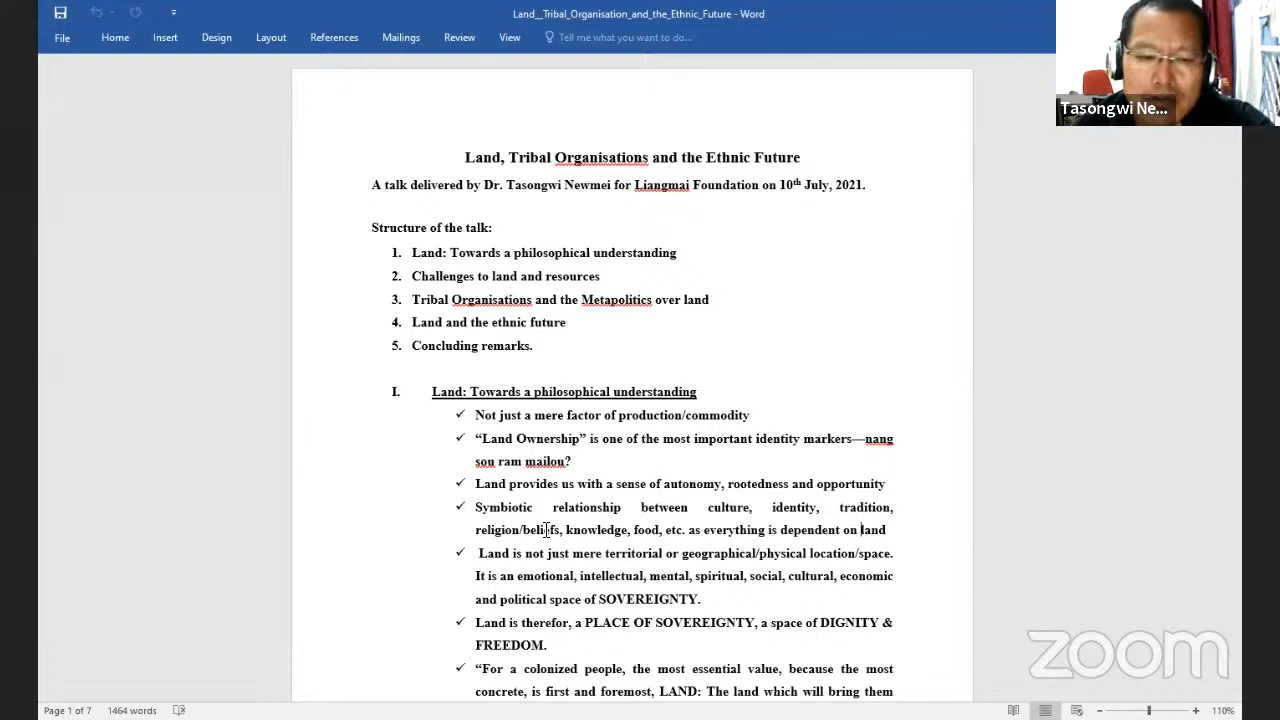 Land__Tribal_Organisation_and_the_Ethnic_Future - Word
File Home Insert Design Layout References Mailings Review View Tell me what you want to do...
Tasongwi Ne...
Land, Tribal Organisations and the Ethnic Future
A talk delivered by Dr. Tasongwi Newmei for Liangmai Foundation on 10th July, 2021.
Structure of the talk:
1. Land: Towards a philosophical understanding
2. Challenges to land and resources
3. Tribal Organisations and the Metapolitics over land
4. Land and the ethnic future
5. Concluding remarks.
I. Land: Towards a philosophical understanding
✓ Not just a mere factor of production/commodity
✓ “Land Ownership” is one of the most important identity markers—nang
sou ram mailou?
✓ Land provides us with a sense of autonomy, rootedness and opportunity
✓ Symbiotic relationship between culture, identity, tradition,
religion/beliefs, knowledge, food, etc. as everything is dependent on land
✓ Land is not just mere territorial or geographical/physical location/space.
It is an emotional, intellectual, mental, spiritual, social, cultural, economic
and political space of SOVEREIGNTY.
✓ Land is therefor, a PLACE OF SOVEREIGNTY, a space of DIGNITY &
FREEDOM.
✓ “For a colonized people, the most essential value, because the most
concrete, is first and foremost, LAND: The land which will bring them
zoom
Page 1 of 7 1464 words 110%